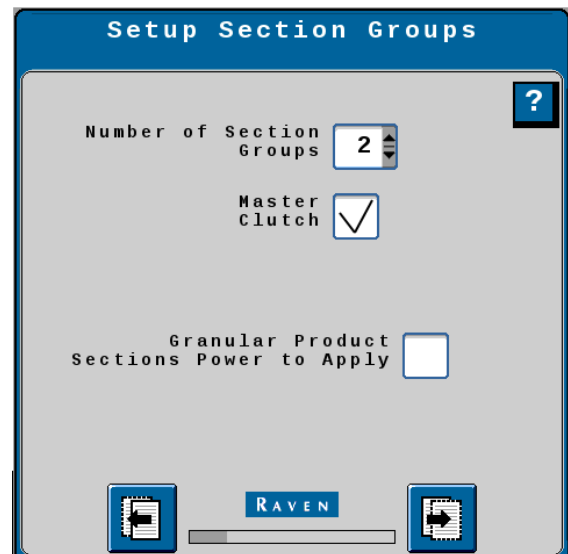 Setup Section Groups
?
Number of Section
Groups
2
Master
Clutch
Granular Product
Sections Power to Apply
RAVEN